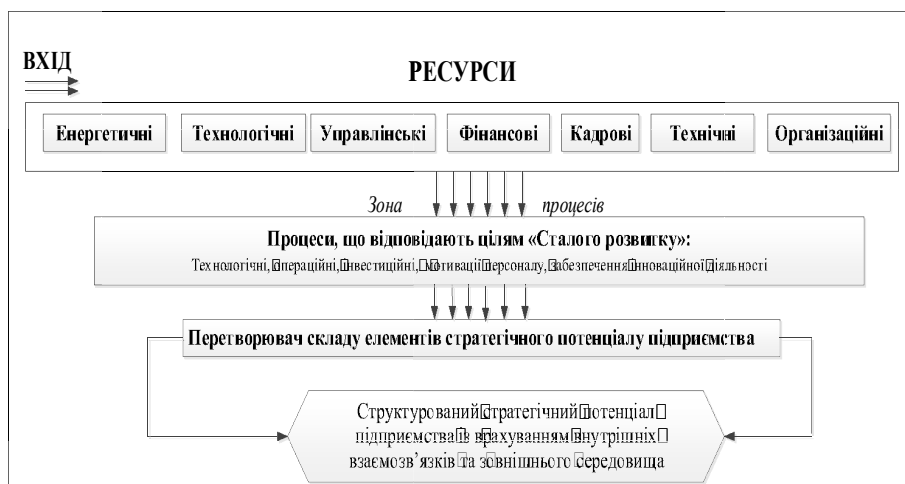 ВХІД
РЕСУРСИ
Енергетичні Технологічні Управлінські Фінансові Кадрові Технічні Організаційні
Зона процесів
Процеси, що відповідають цілям «Сталого розвитку»:
Технологічні, операційні, інвестиційні, мотивації персоналу, забезпечення інноваційної діяльності
Перетворювач складу елементів стратегічного потенціалу підприємства
Структурований стратегічний потенціал
підприємства із врахуванням внутрішніх
взаємозв’язків та зовнішнього середовища